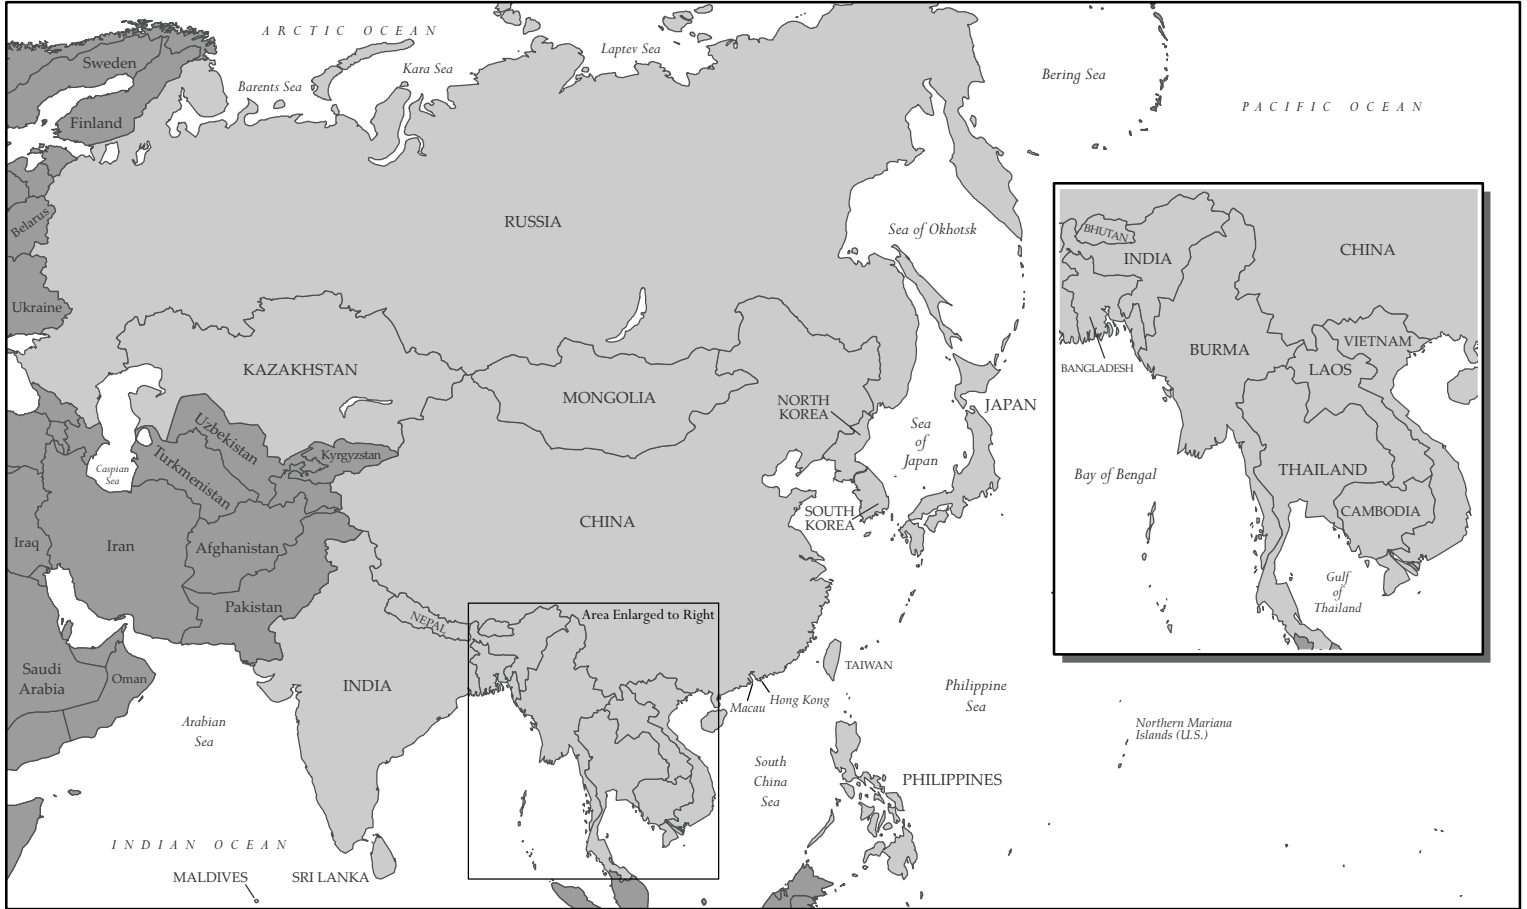 ARCTIC OCEAN
Laptev Sea
Sweden
Kara Sea
Barents Sea
Bering Sea
PACIFIC OCEAN
Finland
Belarus
RUSSIA
Sea of Okhotsk
Ukraine
KAZAKHSTAN
MONGOLIA
NORTH
KOREA
JAPAN
Uzbekistan
Turkmenistan
Kyrgyzstan
Sea
of
Japan
Caspian
Sea
CHINA
SOUTH
KOREA
Iraq
Iran
Afghanistan
Pakistan
NEPAL
Area Enlarged to Right
Saudi
Arabia
Oman
INDIA
TAIWAN
Macau
Hong Kong
Philippine
Sea
Arabian
Sea
Northern Mariana
Islands (U.S.)
South
China
Sea
PHILIPPINES
INDIAN OCEAN
MALDIVES
SRI LANKA
BHUTAN
INDIA
CHINA
BURMA
VIETNAM
LAOS
BANGLADESH
THAILAND
Bay of Bengal
CAMBODIA
Gulf
of
Thailand